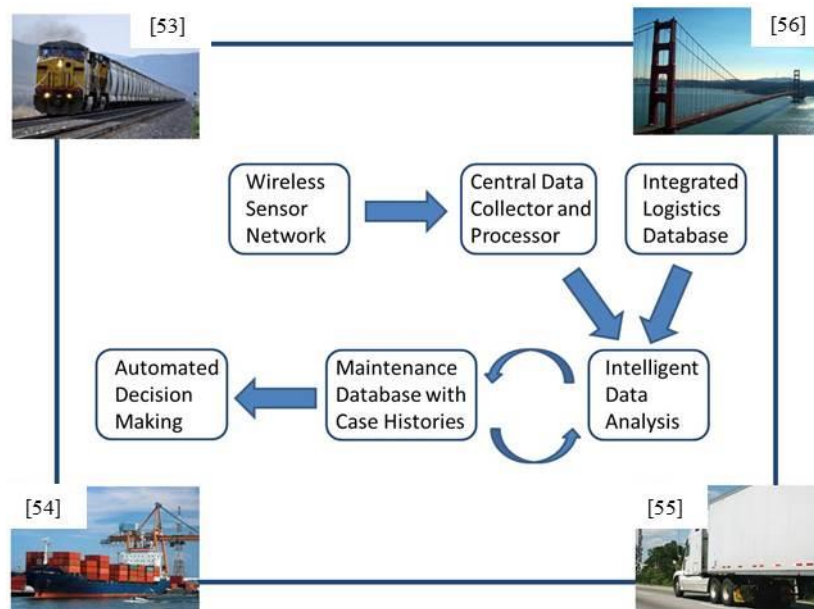 [53]
[56]
Wireless
Sensor
Network
Central Data
Collector and
Processor
Integrated
Logistics
Database
Automated
Decision
Making
Maintenance
Database with
Case Histories
Intelligent
Data
Analysis
[54]
[55]